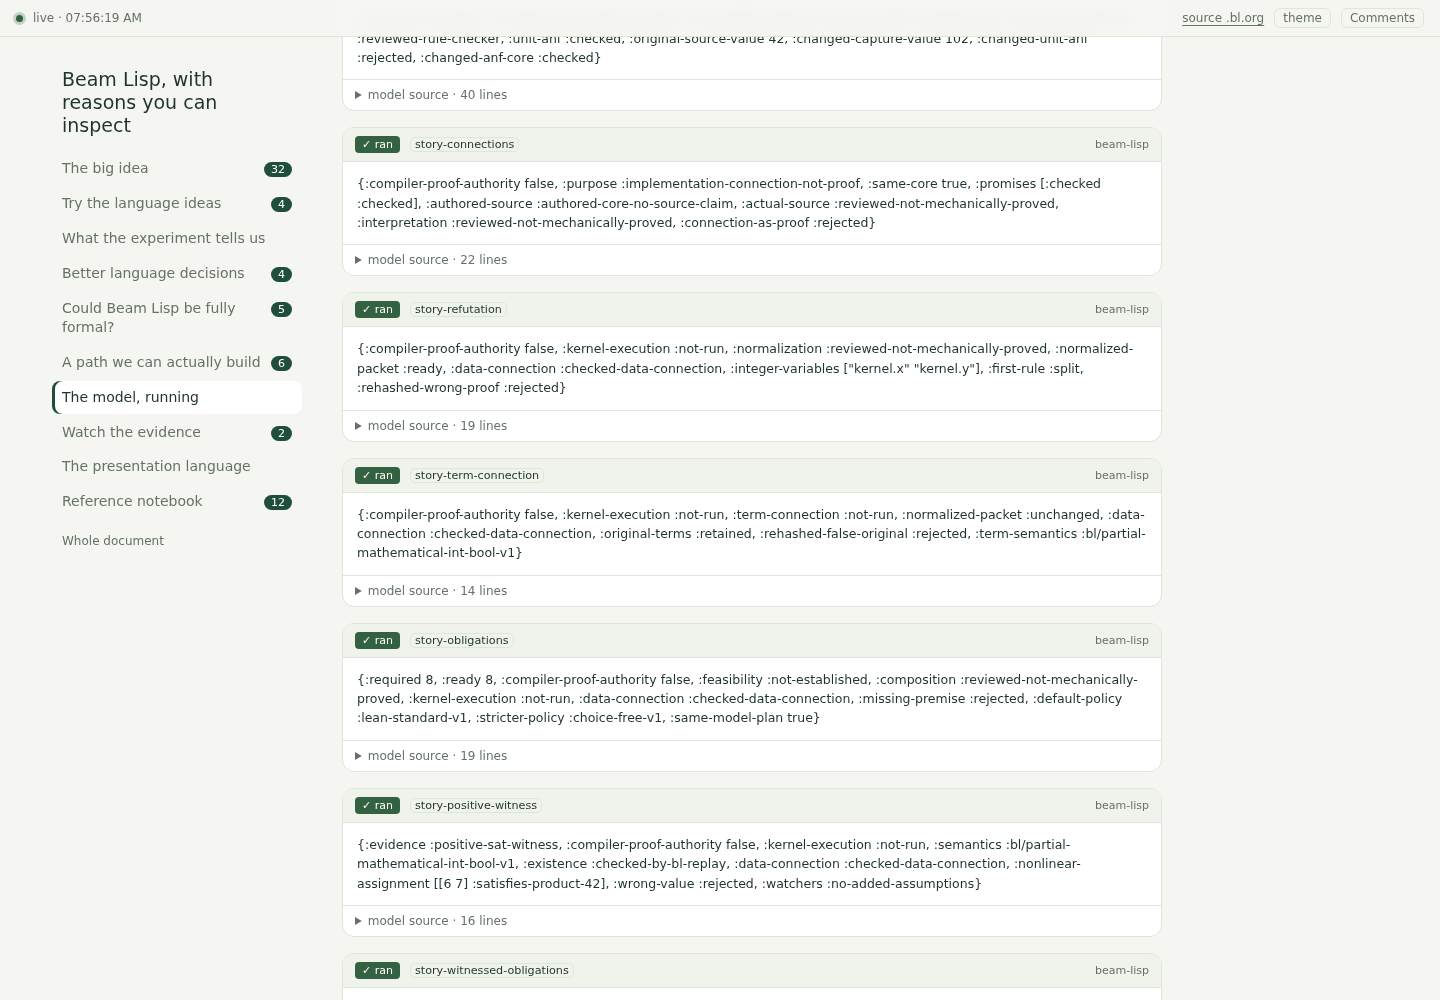 live · 07:56:19 AM
source .bl.org
theme
Comments
Beam Lisp, with
reasons you can
inspect
The big idea 32
Try the language ideas 4
What the experiment tells us
Better language decisions 4
Could Beam Lisp be fully
formal? 5
A path we can actually build 6
The model, running
Watch the evidence 2
The presentation language
Reference notebook 12
Whole document
:reviewed-rule-checker, :unit-anf :checked, :original-source-value 42, :changed-capture-value 102, :changed-unit-anf
:rejected, :changed-anf-core :checked}
▶ model source · 40 lines
✓ ran story-connections beam-lisp
{:compiler-proof-authority false, :purpose :implementation-connection-not-proof, :same-core true, :promises [:checked
:checked], :authored-source :authored-core-no-source-claim, :actual-source :reviewed-not-mechanically-proved,
:interpretation :reviewed-not-mechanically-proved, :connection-as-proof :rejected}
▶ model source · 22 lines
✓ ran story-refutation beam-lisp
{:compiler-proof-authority false, :kernel-execution :not-run, :normalization :reviewed-not-mechanically-proved, :normalized-
packet :ready, :data-connection :checked-data-connection, :integer-variables ["kernel.x" "kernel.y"], :first-rule :split,
:rehashed-wrong-proof :rejected}
▶ model source · 19 lines
✓ ran story-term-connection beam-lisp
{:compiler-proof-authority false, :kernel-execution :not-run, :term-connection :not-run, :normalized-packet :unchanged, :data-
connection :checked-data-connection, :original-terms :retained, :rehashed-false-original :rejected, :term-semantics :bl/partial-
mathematical-int-bool-v1}
▶ model source · 14 lines
✓ ran story-obligations beam-lisp
{:required 8, :ready 8, :compiler-proof-authority false, :feasibility :not-established, :composition :reviewed-not-mechanically-
proved, :kernel-execution :not-run, :data-connection :checked-data-connection, :missing-premise :rejected, :default-policy
:lean-standard-v1, :stricter-policy :choice-free-v1, :same-model-plan true}
▶ model source · 19 lines
✓ ran story-positive-witness beam-lisp
{:evidence :positive-sat-witness, :compiler-proof-authority false, :kernel-execution :not-run, :semantics :bl/partial-
mathematical-int-bool-v1, :existence :checked-by-bl-replay, :data-connection :checked-data-connection, :nonlinear-
assignment [[6 7] :satisfies-product-42], :wrong-value :rejected, :watchers :no-added-assumptions}
▶ model source · 16 lines
✓ ran story-witnessed-obligations beam-lisp